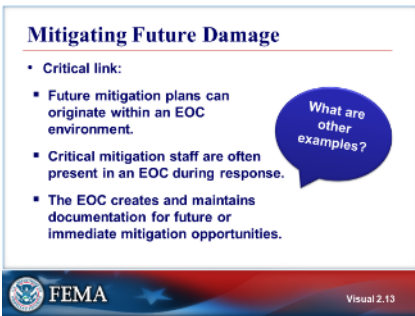 Mitigating Future Damage
• Critical link:
▪ Future mitigation plans can
originate within an EOC
environment.
▪ Critical mitigation staff are often
present in an EOC during response.
▪ The EOC creates and maintains
documentation for future or
immediate mitigation opportunities.
What are
other
examples?
FEMA
Visual 2.13